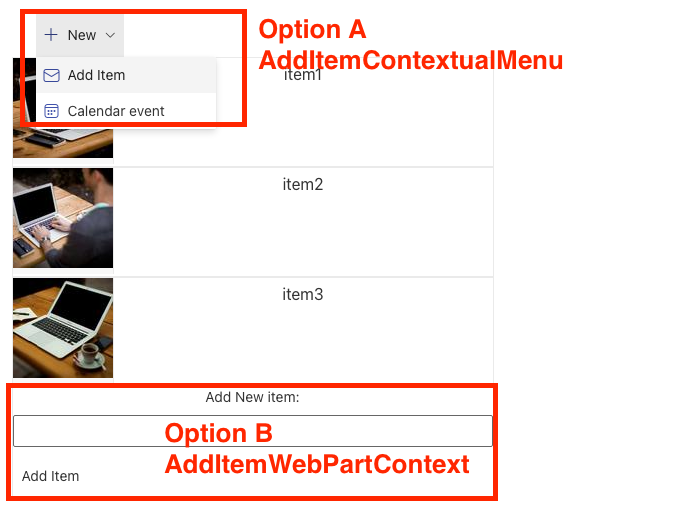 New
Option A
AddItemContextualMenu
Add Item
item1
Calendar event
item2
item3
Add New item:
Option B
AddItemWebPartContext
Add Item